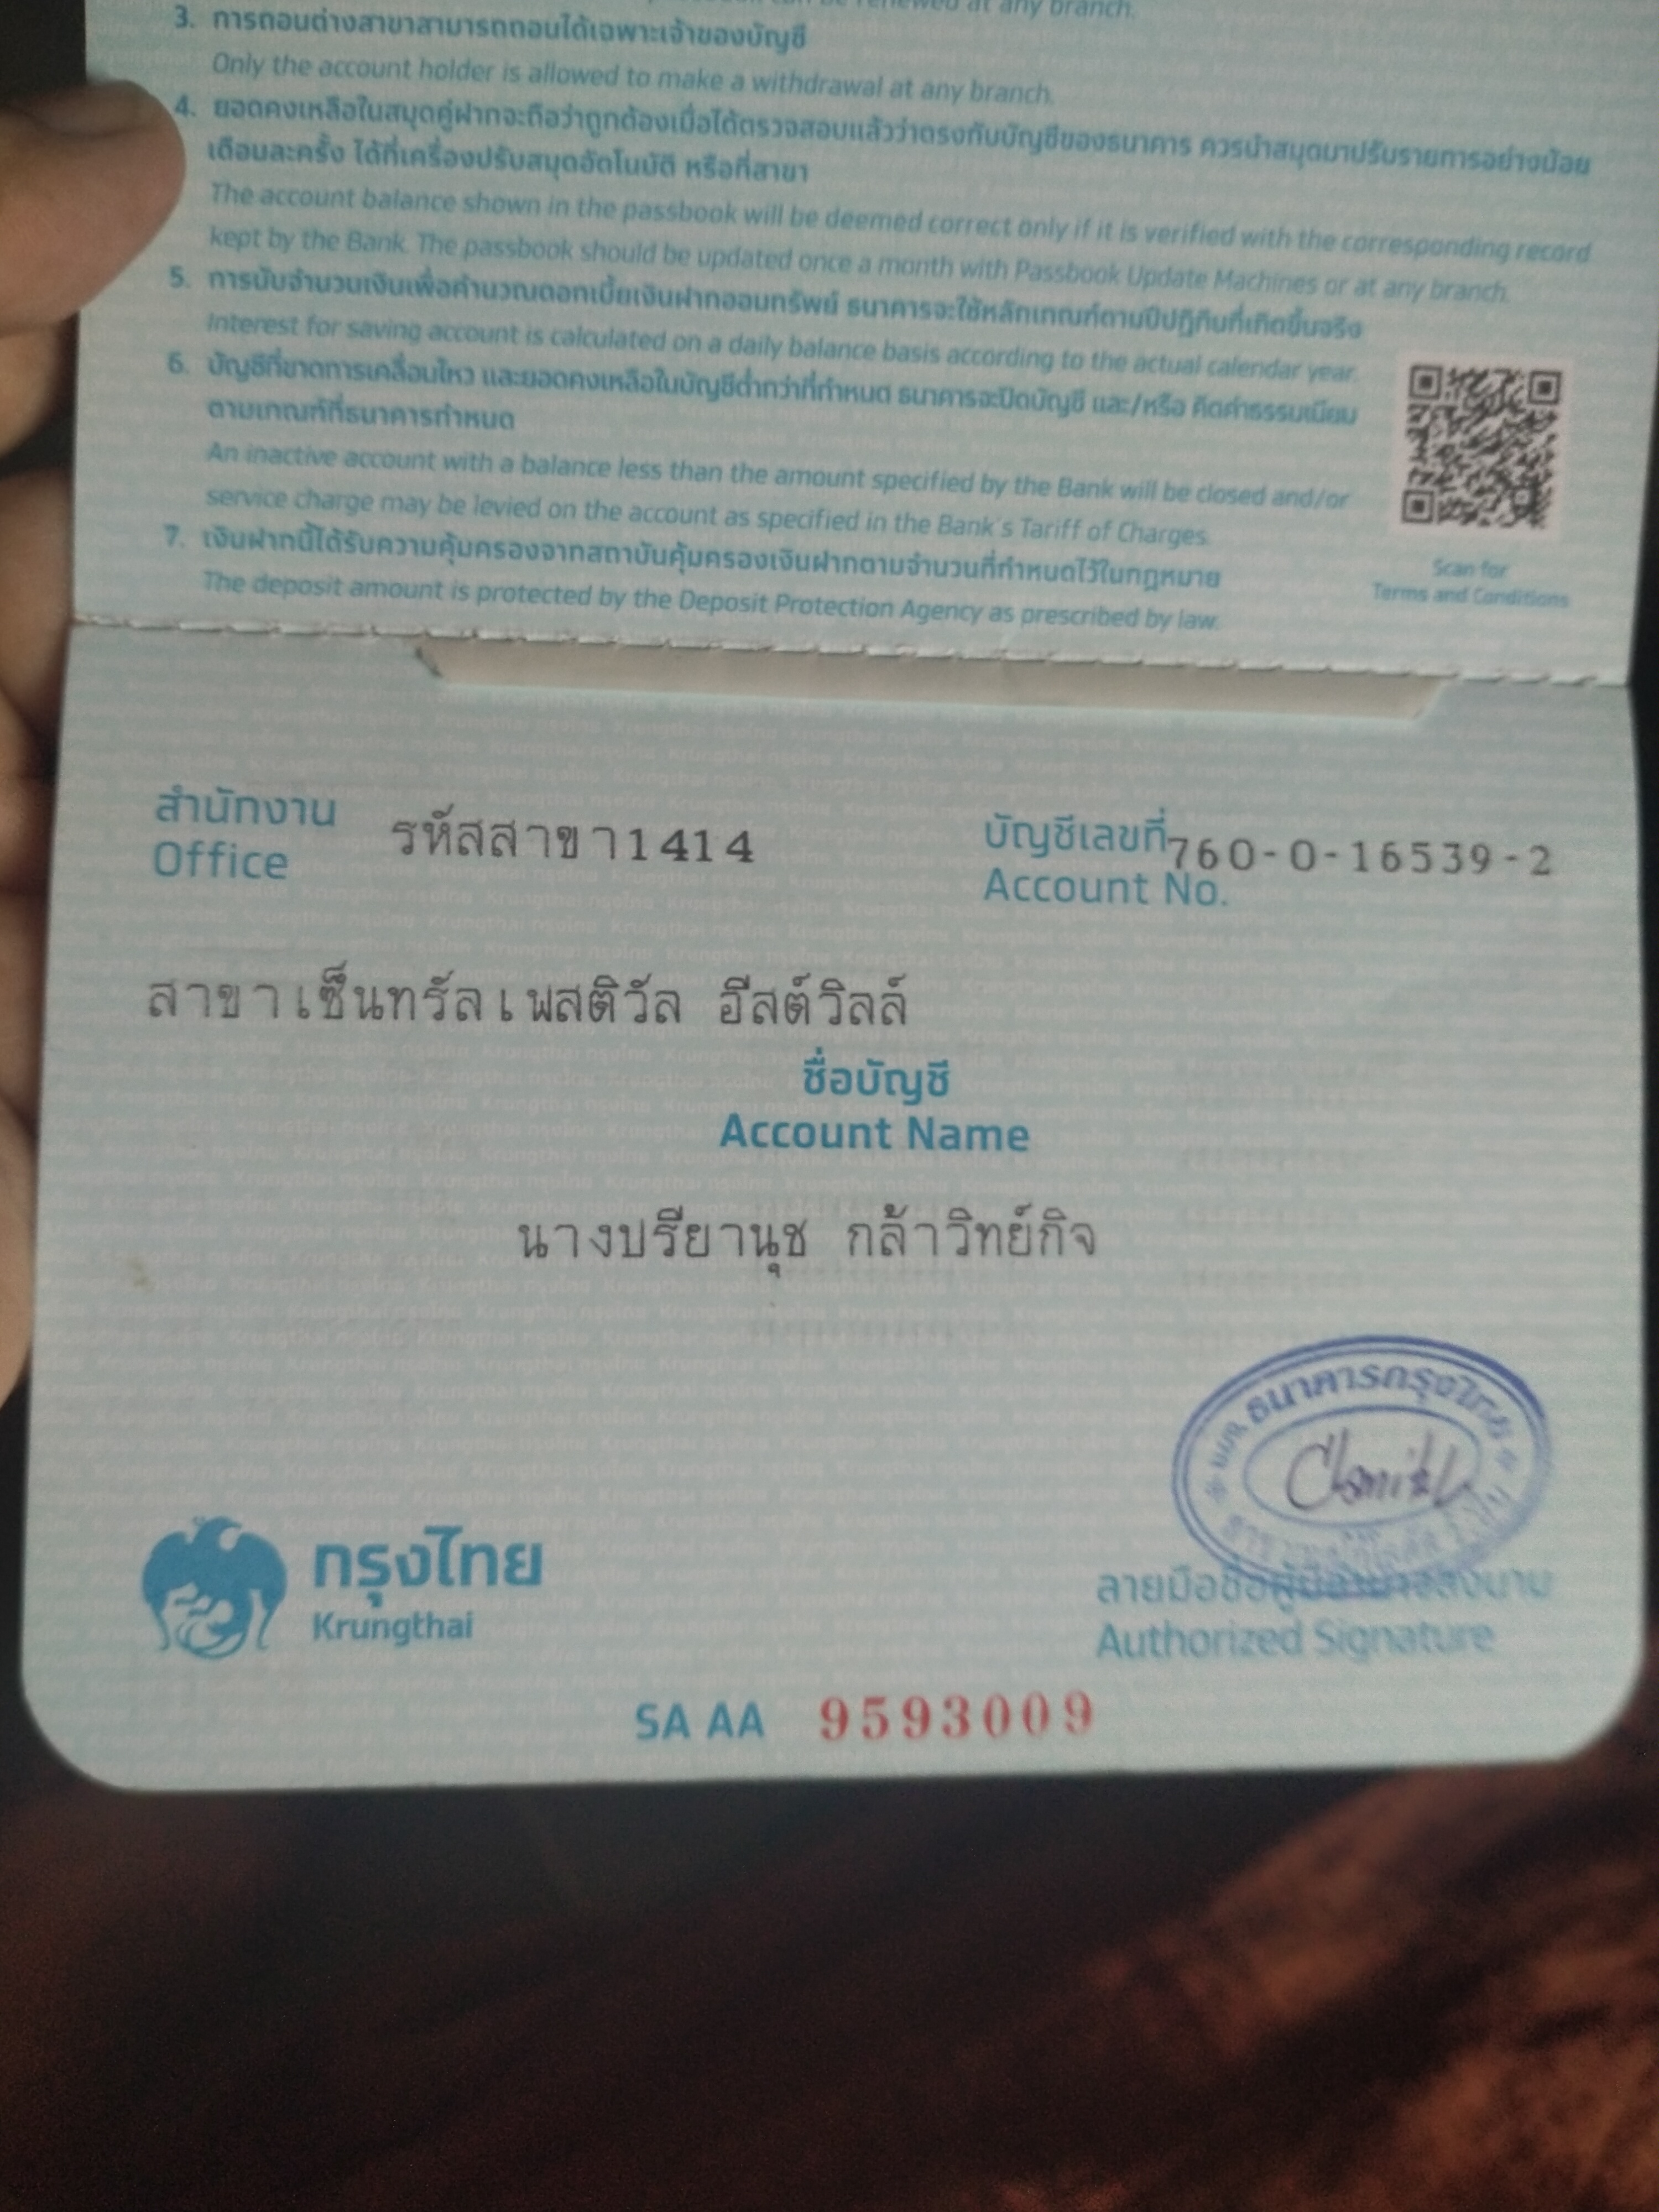 at any branch.
3. การถอนต่างสาขาสามารถถอนได้เฉพาะเจ้าของบัญชี
Only the account holder is allowed to make a withdrawal at any branch.
4. ยอดคงเหลือในสมุดคู่ฝากจะถือว่าถูกต้องเมื่อได้ตรวจสอบแล้วว่าตรงกับบัญชีของธนาคาร ควรนำสมุดมาปรับรายการอย่างน้อย
เดือนละครั้ง ได้ที่เครื่องปรับสมุดอัตโนมัติ หรือที่สาขา
The account balance shown in the passbook will be deemed correct only if it is verified with the corresponding record
kept by the Bank. The passbook should be updated once a month with Passbook Update Machines or at any branch.
5. การนับจำนวนเงินเพื่อคำนวณดอกเบี้ยเงินฝากออมทรัพย์ ธนาคารจะใช้หลักเกณฑ์ตามปีปฏิทินที่เกิดขึ้นจริง
Interest for saving account is calculated on a daily balance basis according to the actual calendar year.
6. บัญชีที่ขาดการเคลื่อนไหว และยอดคงเหลือในบัญชีต่ำกว่าที่กำหนด ธนาคารจะปิดบัญชี และ/หรือ คิดค่าธรรมเนียม
ตามเกณฑ์ที่ธนาคารกำหนด
An inactive account with a balance less than the amount specified by the Bank will be closed and/or
service charge may be levied on the account as specified in the Bank's Tariff of Charges.
7. เงินฝากนี้ได้รับความคุ้มครองจากสถาบันคุ้มครองเงินฝากตามจำนวนที่กำหนดไว้ในกฎหมาย
The deposit amount is protected by the Deposit Protection Agency as prescribed by law.
Scan for
Terms and Conditions
สำนักงาน
Office
รหัสสาขา1414
บัญชีเลขที่
Account No.
760-0-16539-2
สาขาเซ็นทรัลเฟสติวัล อีสต์วิลล์
ชื่อบัญชี
Account Name
นางปรียานุช กล้าวิทย์กิจ
บมจ. ธนาคารกรุงไทย
กรุงไทย
Krungthai
ลายมือชื่อผู้มีอำนาจลงนาม
Authorized Signature
SA AA 9593009